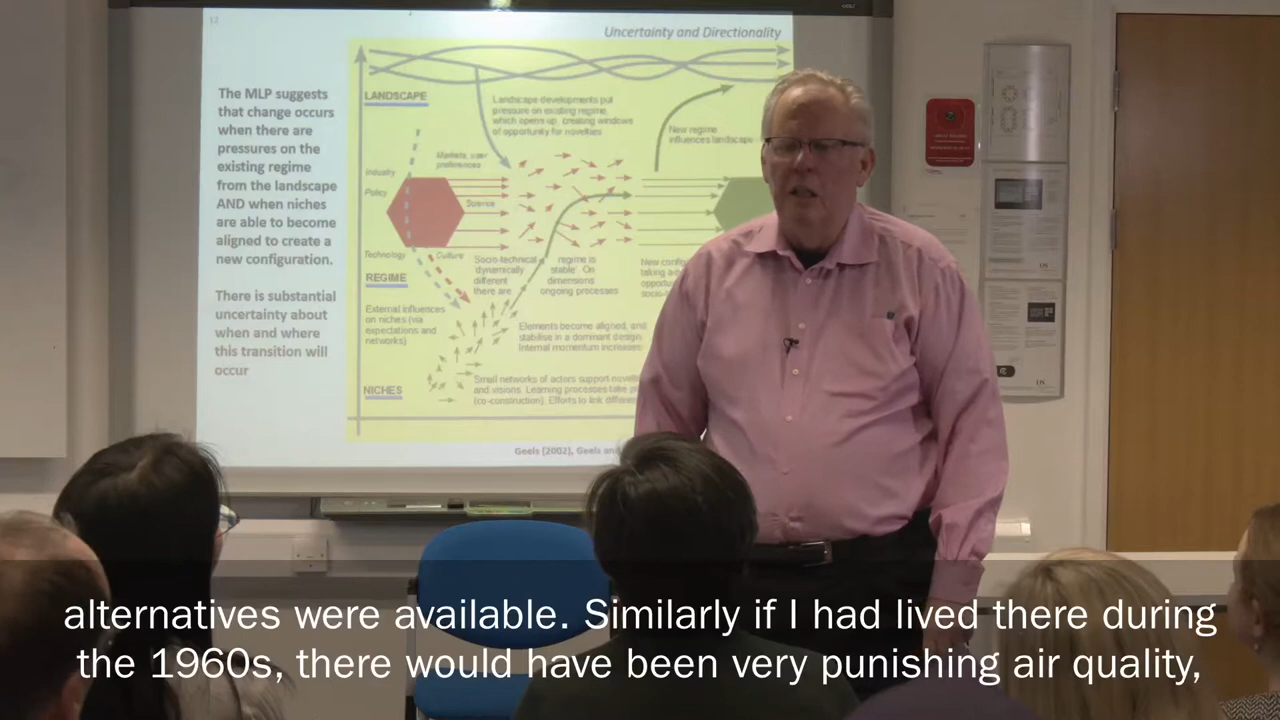 12
Uncertainty and Directionality
The MLP suggests
that change occurs
when there are
pressures on the
existing regime
from the landscape
AND when niches
are able to become
aligned to create a
new configuration.
There is substantial
uncertainty about
when and where
this transition will
occur
LANDSCAPE
Landscape developments put
pressure on existing regime,
which opens up, creating windows
of opportunity for novelties
New regime
influences landscape
Markets, user
preferences
Industry
Policy
Science
Technology
Culture
REGIME
Socio-technical
'dynamically
different
there are
regime is
stable'. On
dimensions
ongoing processes
New
taking
External influences
on niches (via
expectations and
networks)
Elements become aligned, and
stabilise in a dominant design
Internal momentum increases
NICHES
Small networks of actors support
and visions. Learning processes take
(co-construction). Efforts to link
Geels (2002), Geels and
alternatives were available. Similarly if I had lived there during
the 1960s, there would have been very punishing air quality,